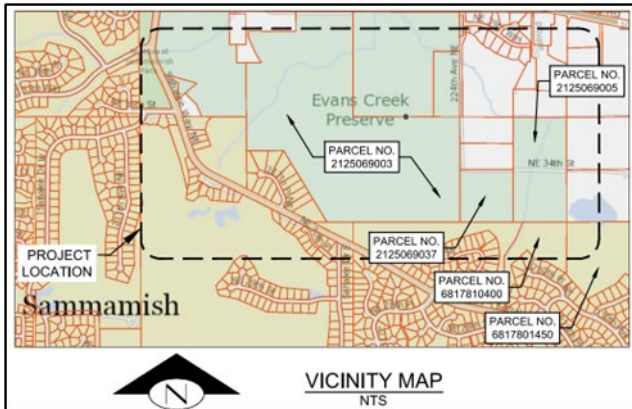 224th Ave NE
PARCEL NO.
2125069005
Evans Creek
Preserve
PARCEL NO.
2125069003
NE 34th St
PARCEL NO.
2125069037
PROJECT
LOCATION
PARCEL NO.
6817810400
Sammamish
PARCEL NO.
6817801450
N
VICINITY MAP
NTS